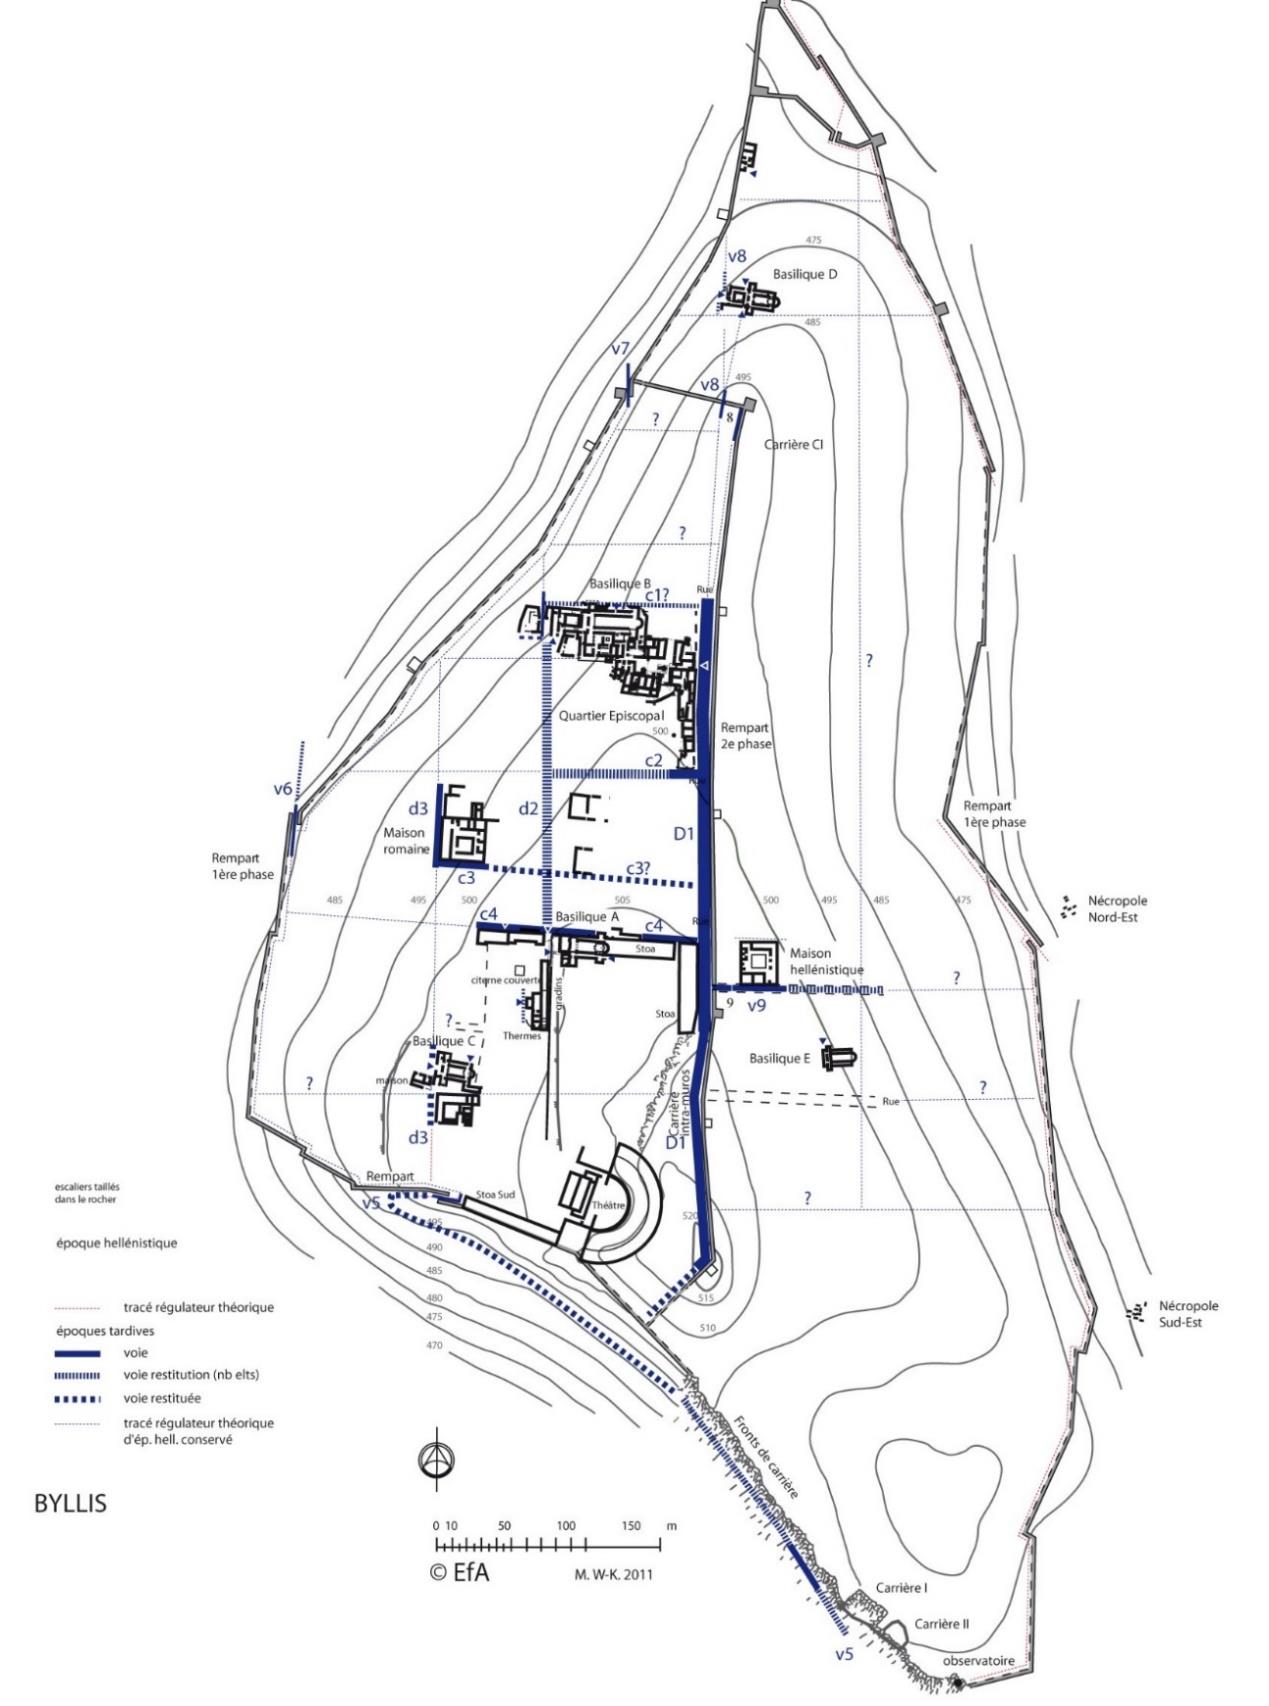 475
v8
Basilique D
485
v7
v8
495
?
8
Carrière CI
?
Basilique B
c1?
Rue
?
Quartier Episcopal
500
Rempart
2e phase
c2
Rue
v6
d3
d2
Maison
romaine
D1
Rempart
1ère phase
Rempart
1ère phase
c3
c3?
485
495
500
505
500
495
485
475
Nécropole
Nord-Est
c4
Basilique A
c4
Rue
Stoa
Maison
hellénistique
citerne couverte
gradins
?
9
v9
Stoa
?
Thermes
Basilique C
Basilique E
maison
?
?
Carrière
intra-muros
Rue
d3
D1
Rempart
escaliers taillés
dans le rocher
v5
Stoa Sud
Théâtre
?
520
495
époque hellénistique
490
485
480
515
475
510
470
Nécropole
Sud-Est
tracé régulateur théorique
époques tardives
voie
voie restitution (nb elts)
voie restituée
tracé régulateur théorique
d'ép. hell. conservé
Fronts de carrière
BYLLIS
0 10 50 100 150 m
© EfA
M. W-K. 2011
Carrière I
Carrière II
v5
observatoire